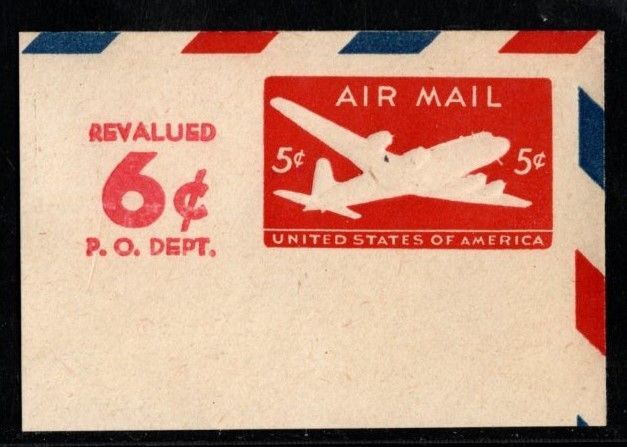 REVALUED
6¢
P. O. DEPT.
AIR MAIL
5¢ 5¢
UNITED STATES OF AMERICA